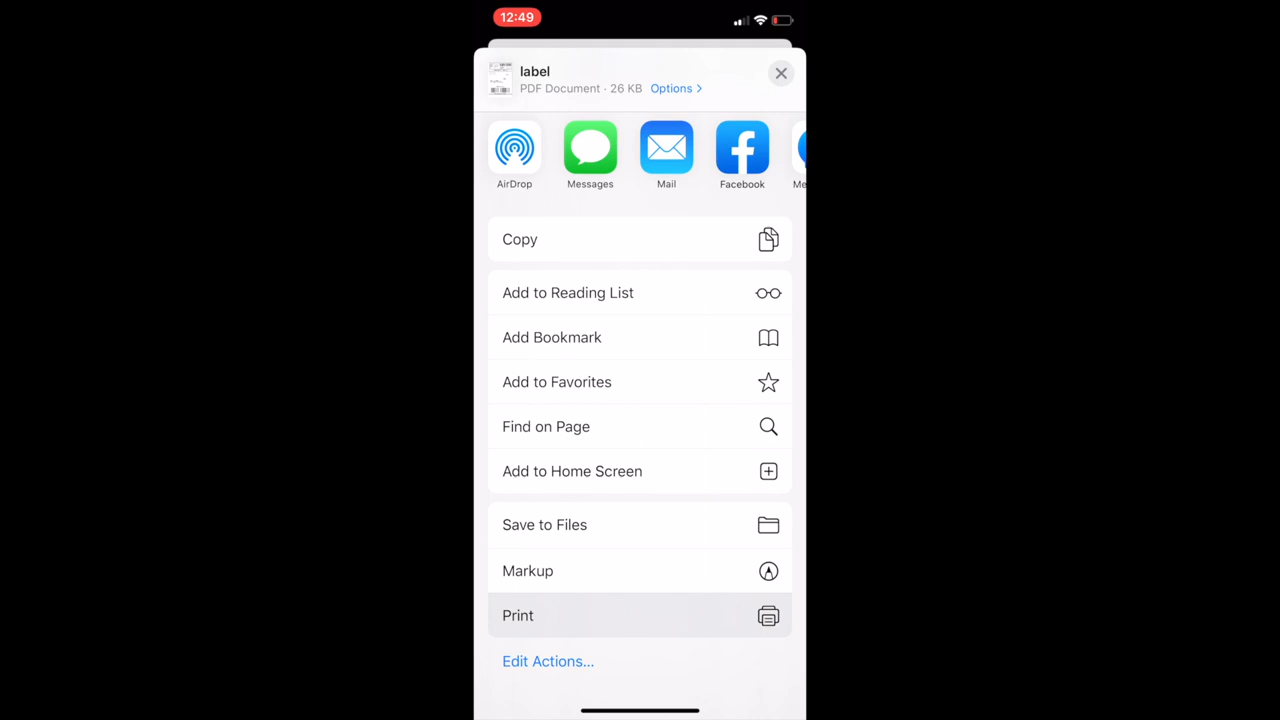 12:49
label
PDF Document · 26 KB Options >
AirDrop Messages Mail Facebook Me
Copy
Add to Reading List
Add Bookmark
Add to Favorites
Find on Page
Add to Home Screen
Save to Files
Markup
Print
Edit Actions...